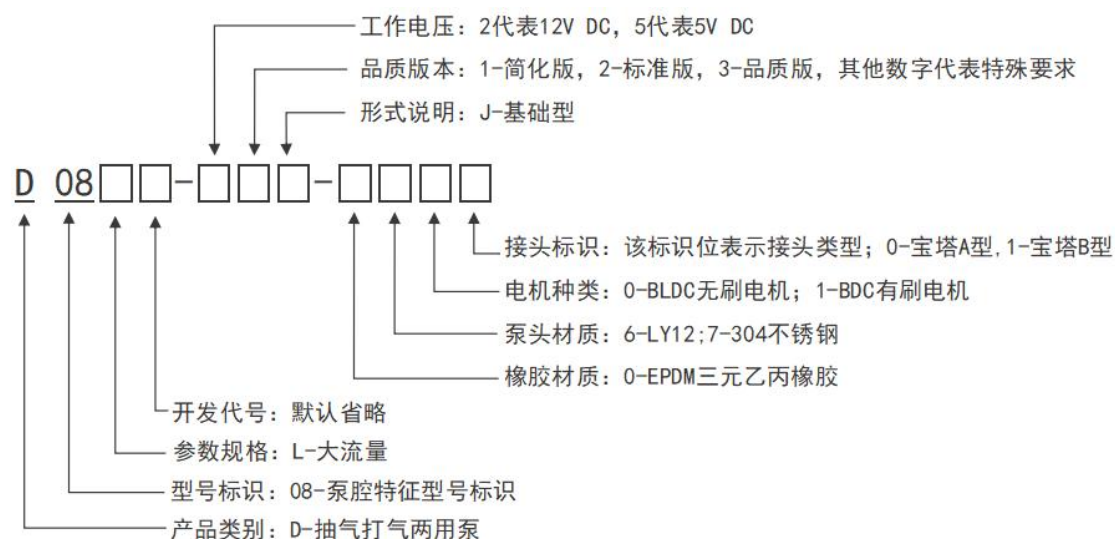 工作电压：2代表12V DC，5代表5V DC
品质版本：1-简化版，2-标准版，3-品质版，其他数字代表特殊要求
形式说明：J-基础型
D 08□□-□□□-□□□□
接头标识：该标识位表示接头类型；0-宝塔A型,1-宝塔B型
电机种类：0-BLDC无刷电机；1-BDC有刷电机
泵头材质：6-LY12;7-304不锈钢
橡胶材质：0-EPDM三元乙丙橡胶
开发代号：默认省略
参数规格：L-大流量
型号标识：08-泵腔特征型号标识
产品类别：D-抽气打气两用泵